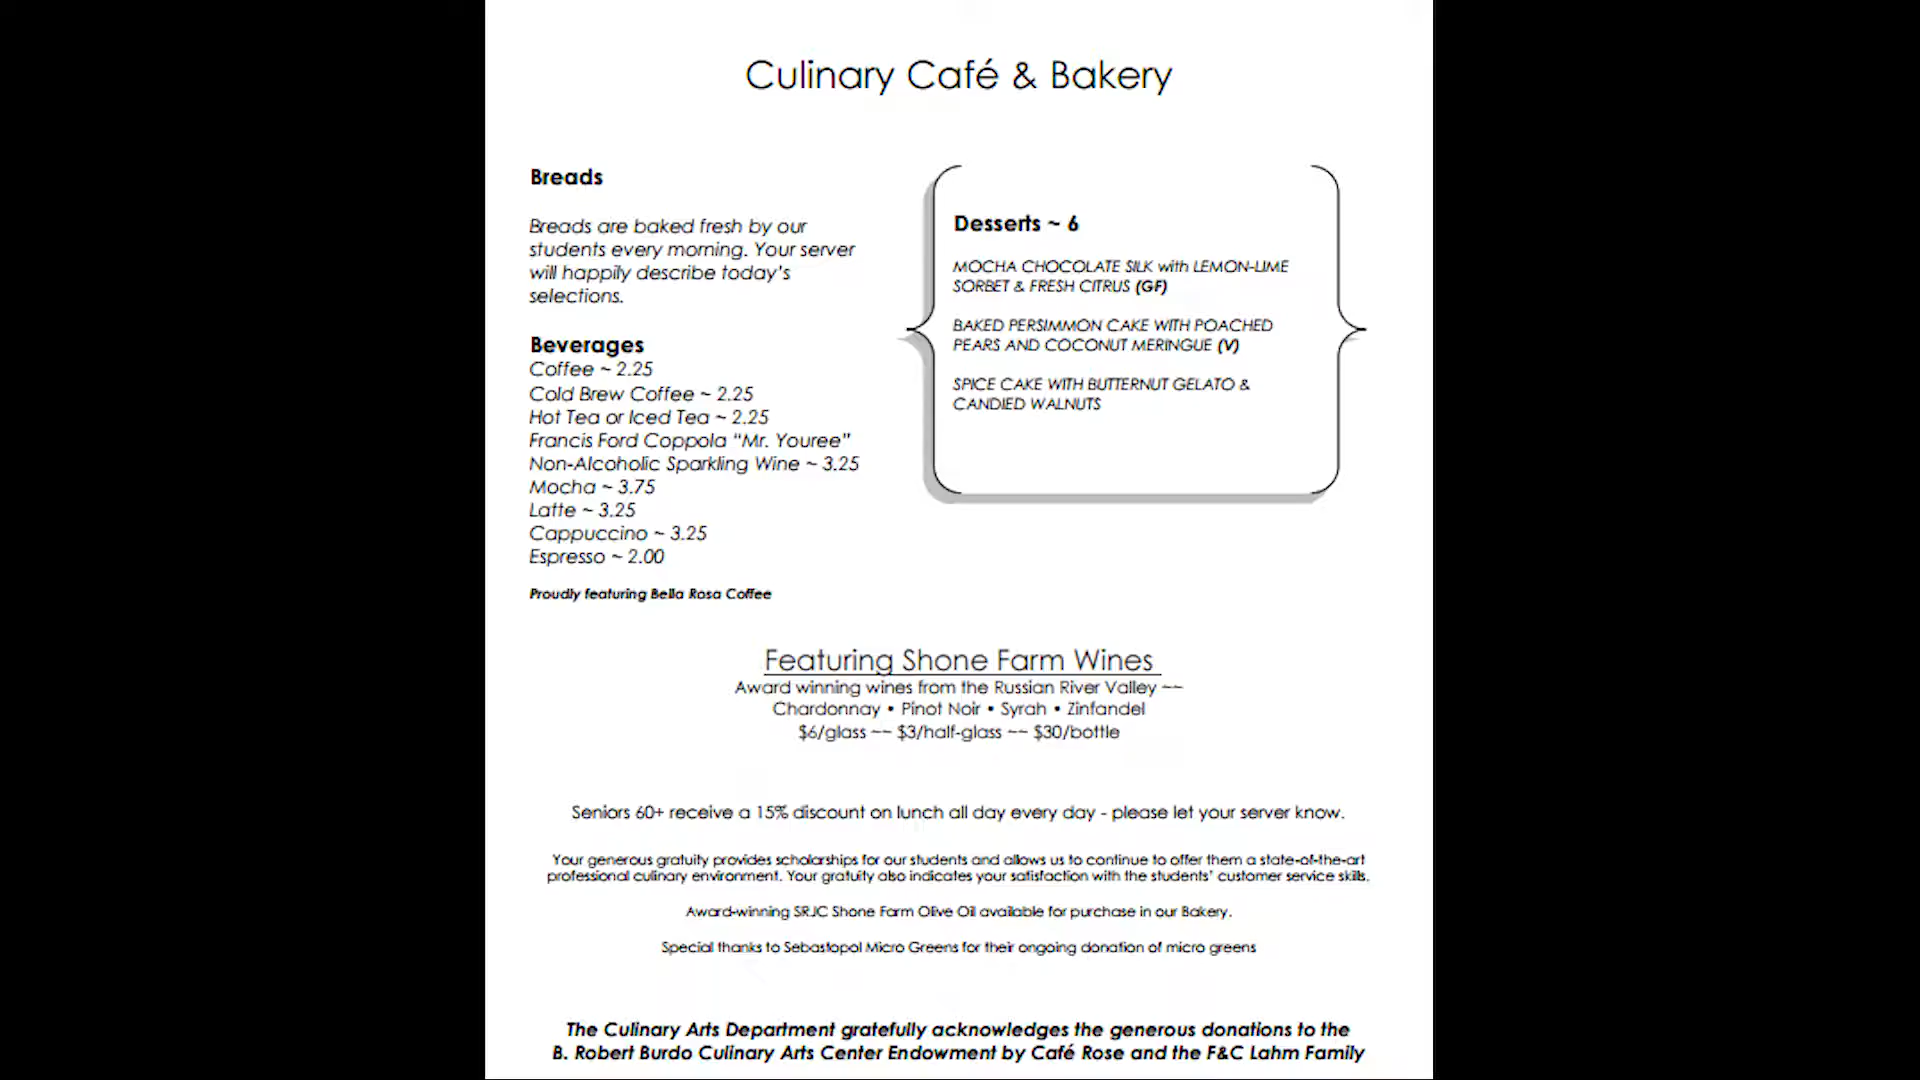 Culinary Café & Bakery
Breads
Breads are baked fresh by our
students every morning. Your server
will happily describe today's
selections.
Beverages
Coffee ~ 2.25
Cold Brew Coffee ~ 2.25
Hot Tea or Iced Tea ~ 2.25
Francis Ford Coppola "Mr. Youree"
Non-Alcoholic Sparkling Wine ~ 3.25
Mocha ~ 3.75
Latte ~ 3.25
Cappuccino ~ 3.25
Espresso ~ 2.00
Proudly featuring Bella Rosa Coffee
Desserts ~ 6
MOCHA CHOCOLATE SILK with LEMON-LIME
SORBET & FRESH CITRUS (GF)
BAKED PERSIMMON CAKE WITH POACHED
PEARS AND COCONUT MERINGUE (V)
SPICE CAKE WITH BUTTERNUT GELATO &
CANDIED WALNUTS
Featuring Shone Farm Wines
Award winning wines from the Russian River Valley ~~
Chardonnay • Pinot Noir • Syrah • Zinfandel
$6/glass ~~ $3/half-glass ~~ $30/bottle
Seniors 60+ receive a 15% discount on lunch all day every day - please let your server know.
Your generous gratuity provides scholarships for our students and allows us to continue to offer them a state-of-the-art
professional culinary environment. Your gratuity also indicates your satisfaction with the students' customer service skills.
Award-winning SRJC Shone Farm Olive Oil available for purchase in our Bakery.
Special thanks to Sebastopol Micro Greens for their ongoing donation of micro greens
The Culinary Arts Department gratefully acknowledges the generous donations to the
B. Robert Burdo Culinary Arts Center Endowment by Café Rose and the F&C Lahm Family